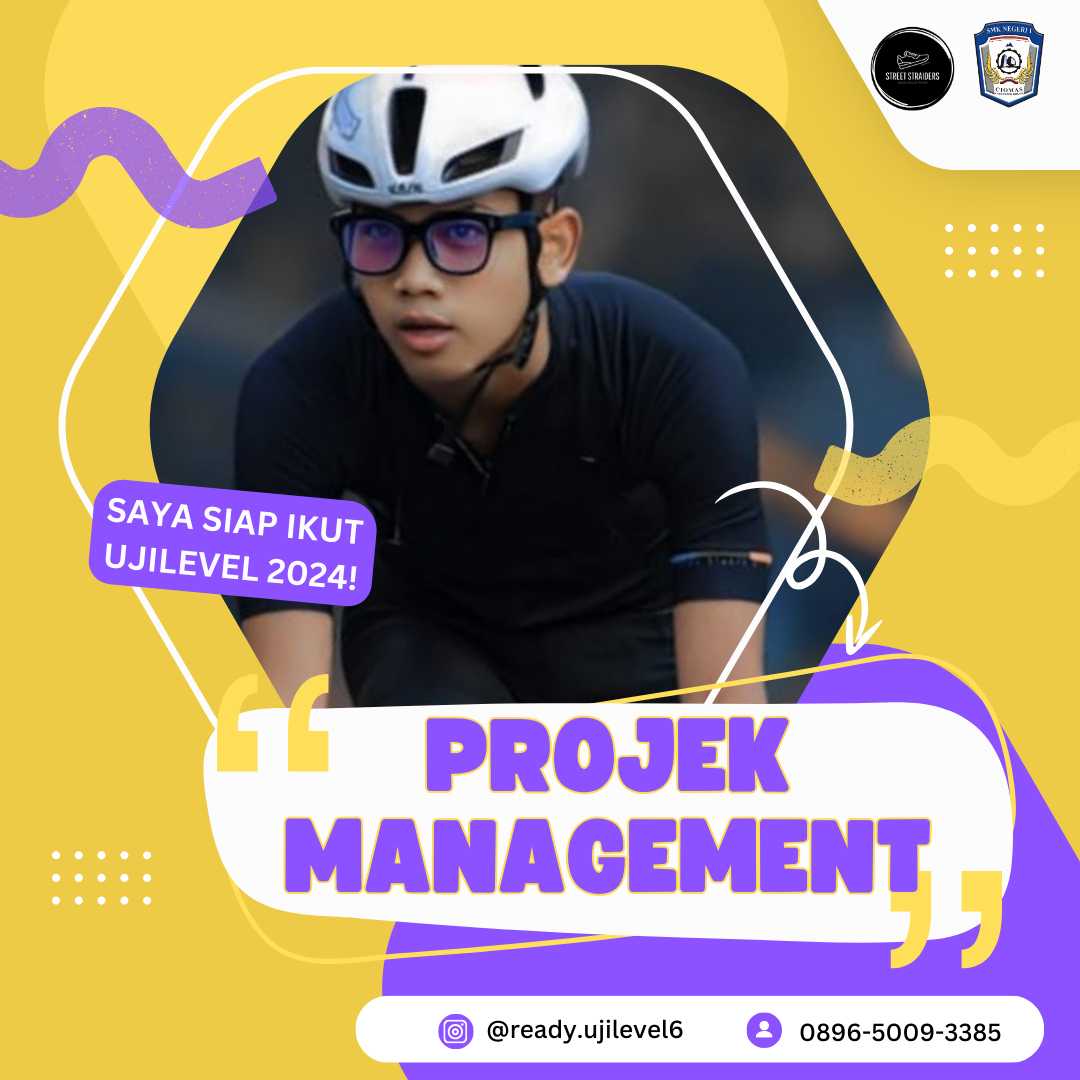 STREET STRAIDERS
SMK NEGERI 1
CIOMAS
SAYA SIAP IKUT
UJILEVEL 2024!
“PROJEK
MANAGEMENT”
@ready.ujilevel6
0896-5009-3385